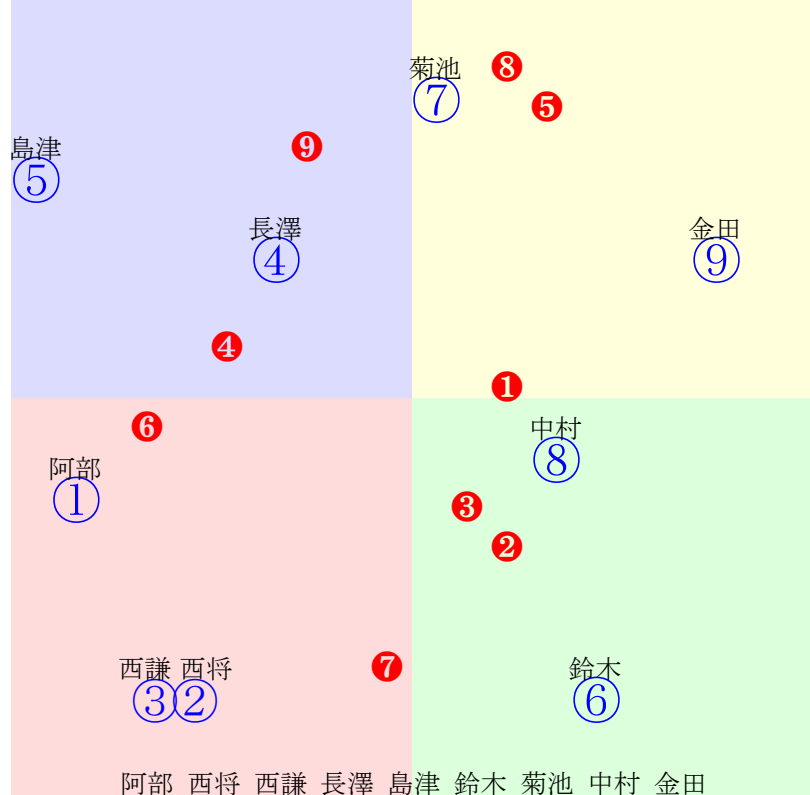 菊池
❽
⑦
❺
島津
❾
⑤
長澤
金田
④
⑨
❹
❶
❻
中村
阿部
⑧
①
❸
❷
西謙 西将
❼
鈴木
③②
⑥
阿部 西将 西謙 長澤 島津 鈴木 菊池 中村 金田